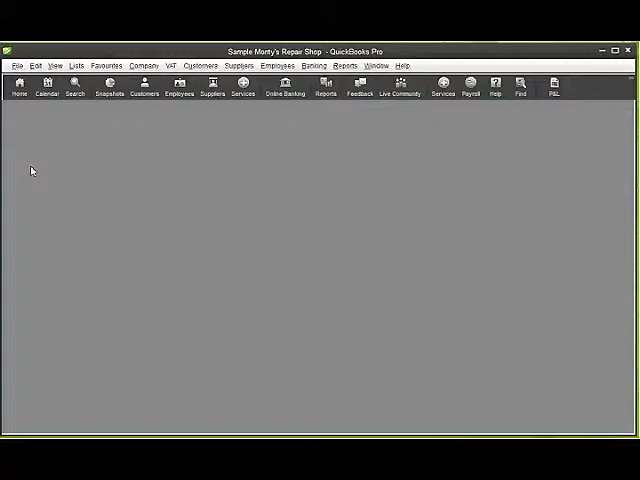 Sample Morty's Repair Shop - QuickBooks Pro
File Edit View Lists Favourites Company VAT Customers Suppliers Employees Banking Reports Window Help
Home Calendar Search Snapshots Customers Employees Suppliers Services Online Banking Reports Feedback Live Community Services Payroll Help Find P&L